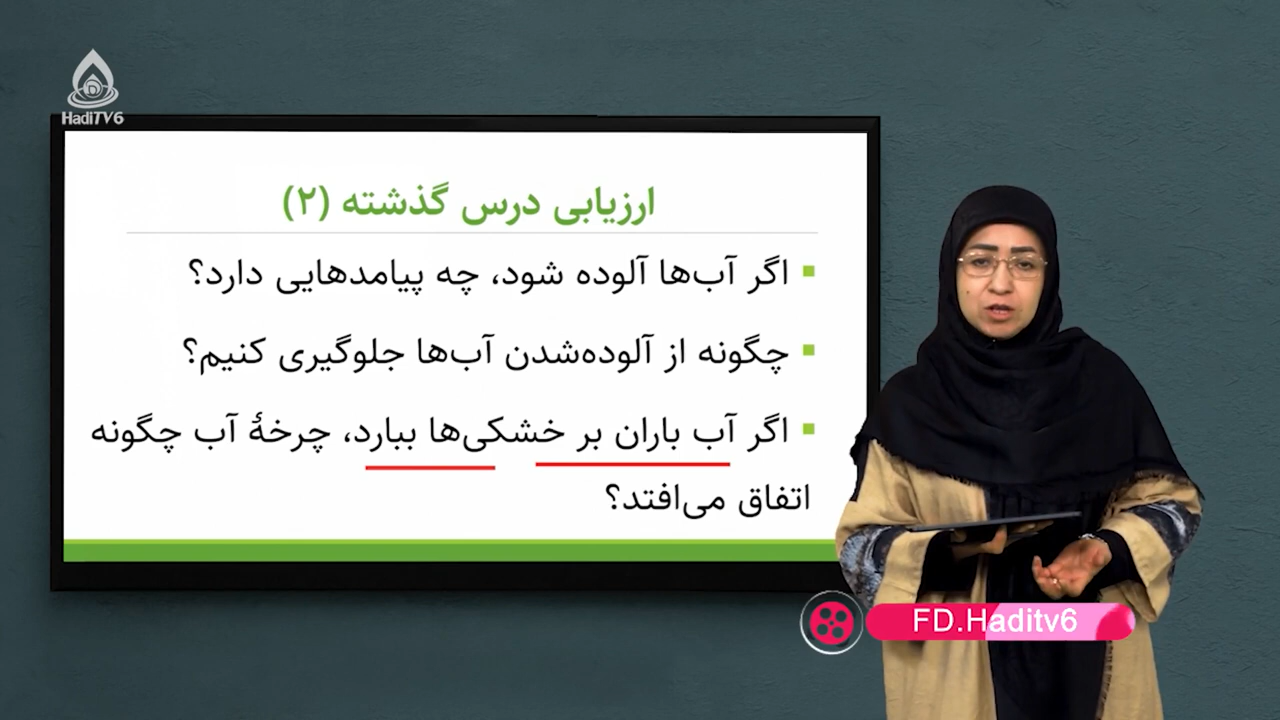 HadiTV6
ارزیابی درس گذشته (۲)
اگر آب‌ها آلوده شود، چه پیامدهایی دارد؟
چگونه از آلوده‌شدن آب‌ها جلوگیری کنیم؟
اگر آب باران بر خشکی‌ها ببارد، چرخهٔ آب چگونه
اتفاق می‌افتد؟
FD.Haditv6